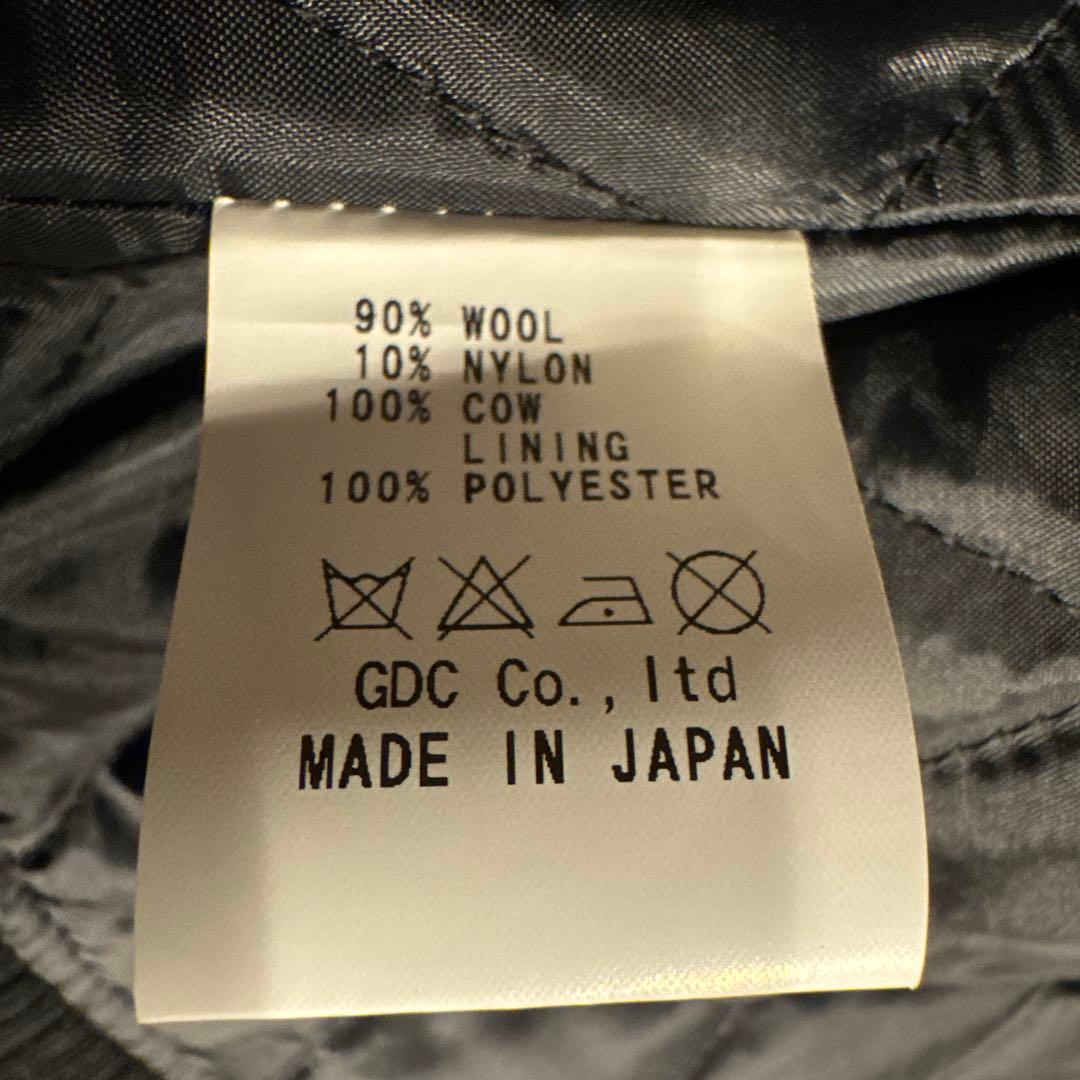 90% WOOL
10% NYLON
100% COW
LINING
100% POLYESTER
GDC Co.,ltd
MADE IN JAPAN